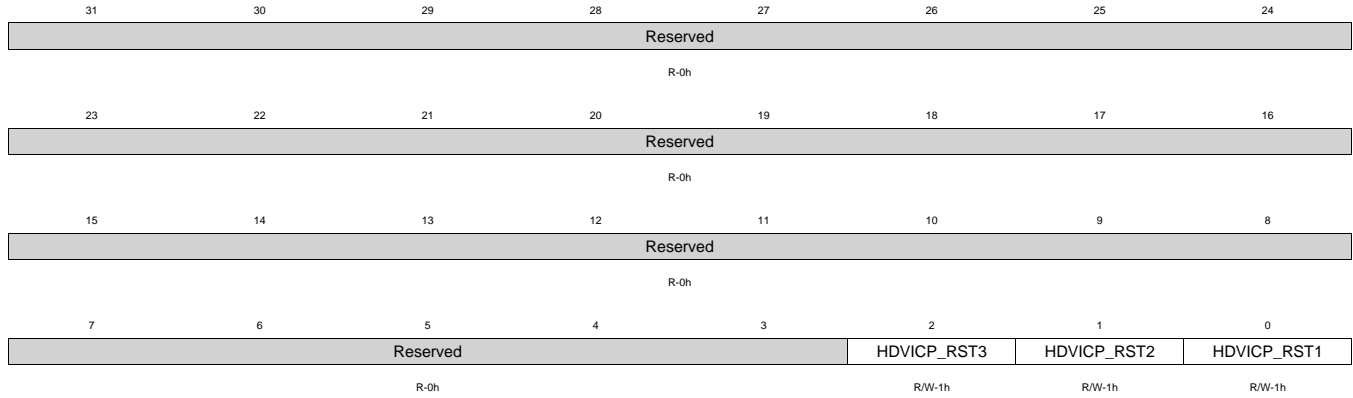 31 30 29 28 27 26 25 24
Reserved
R-0h
23 22 21 20 19 18 17 16
Reserved
R-0h
15 14 13 12 11 10 9 8
Reserved
R-0h
7 6 5 4 3 2 1 0
Reserved HDVICP_RST3 HDVICP_RST2 HDVICP_RST1
R-0h R/W-1h R/W-1h R/W-1h